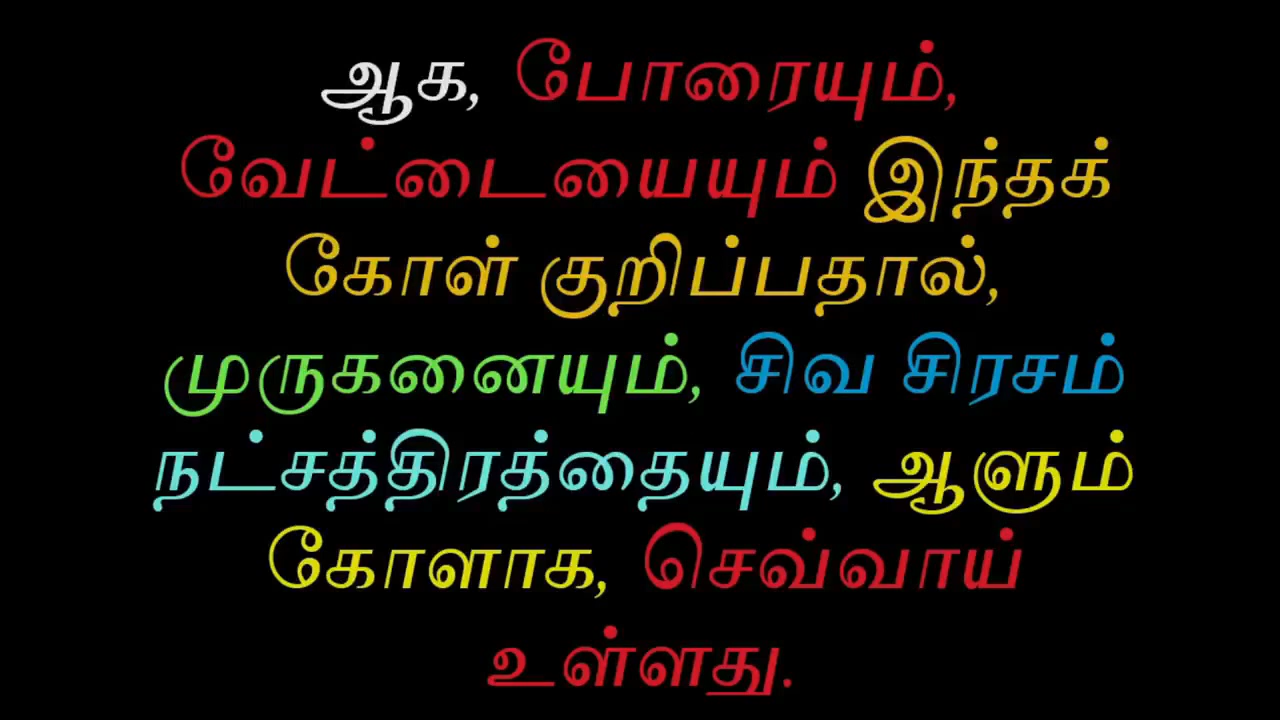 ஆக, போரையும்,
வேட்டையையும் இந்தக்
கோள் குறிப்பதால்,
முருகனையும், சிவ சிரசம்
நட்சத்திரத்தையும், ஆளும்
கோளாக, செவ்வாய்
உள்ளது.